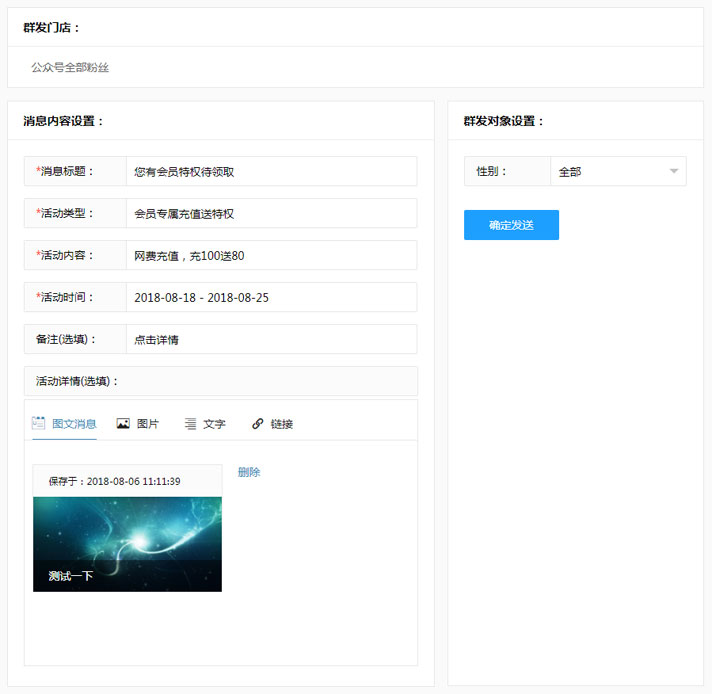 群发门店：
公众号全部粉丝
消息内容设置：
*消息标题： 您有会员特权待领取
*活动类型： 会员专属充值送特权
*活动内容： 网费充值，充100送80
*活动时间： 2018-08-18 - 2018-08-25
备注(选填)： 点击详情
活动详情(选填)：
图文消息 图片 文字 链接
保存于：2018-08-06 11:11:39 删除
测试一下
群发对象设置：
性别： 全部
确定发送